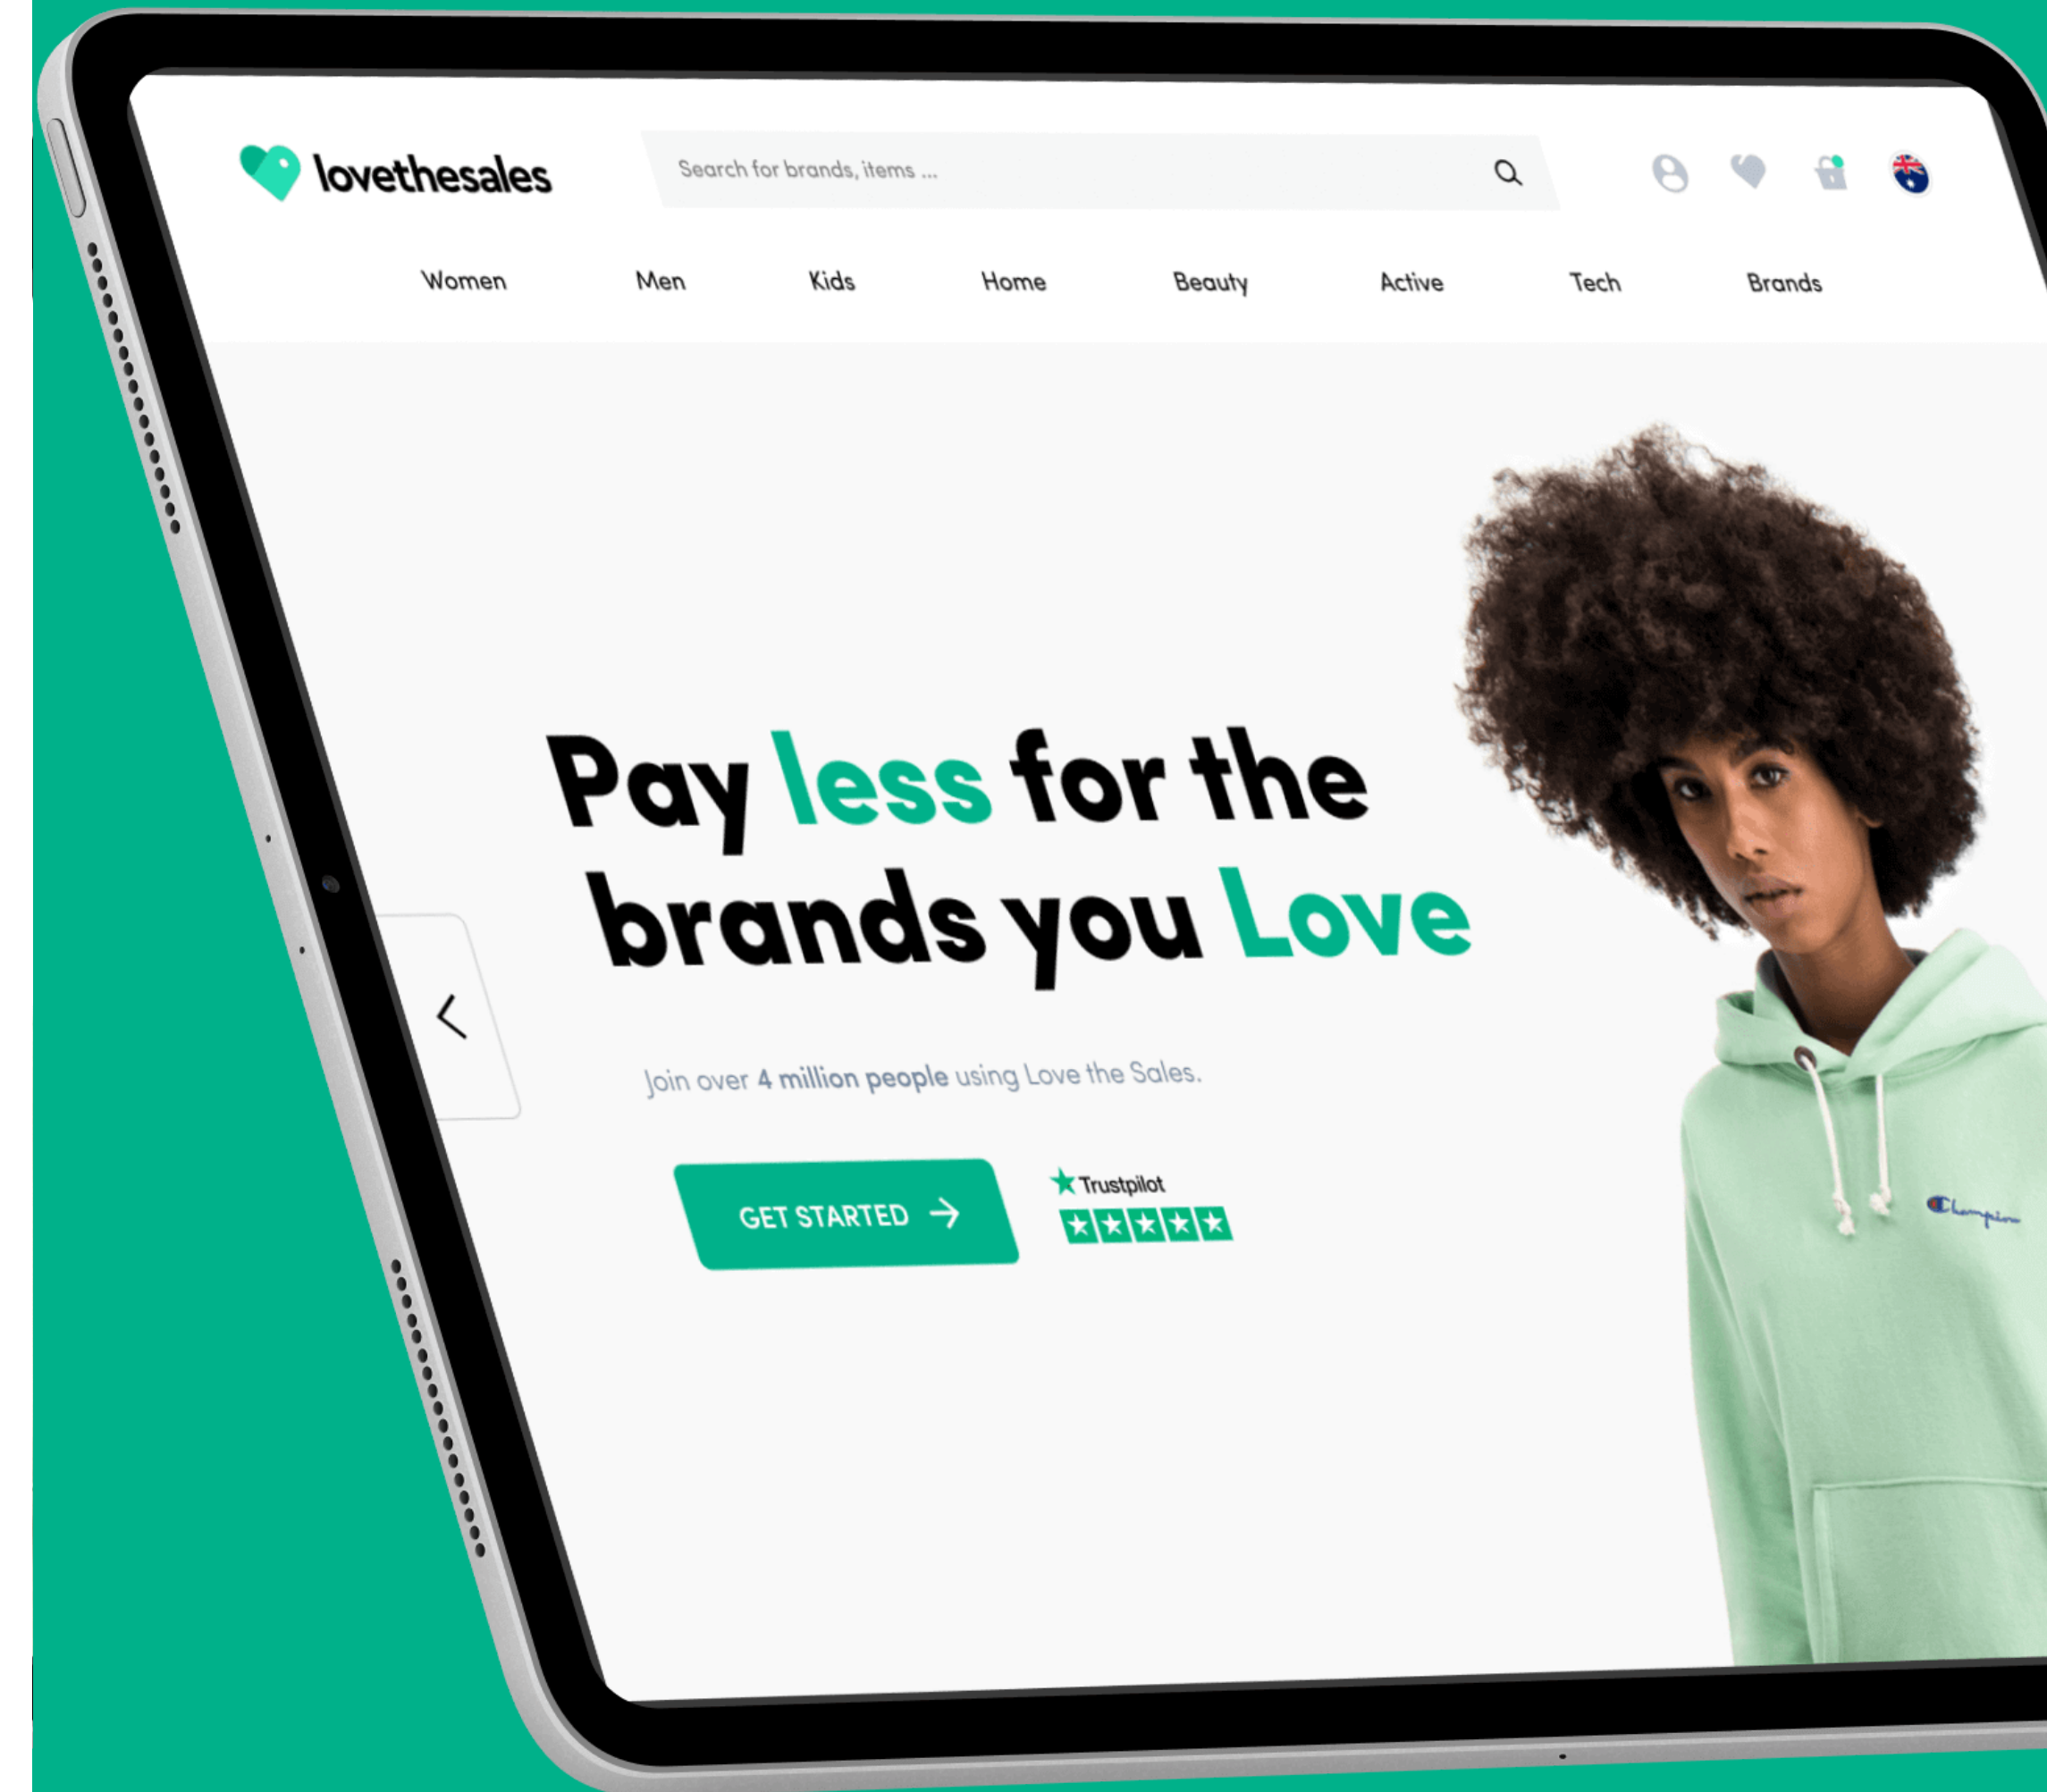 lovethesales
Search for brands, items ...
Women Men Kids Home Beauty Active Tech Brands
Pay less for the
brands you Love
Join over 4 million people using Love the Sales.
GET STARTED
Trustpilot
Champion